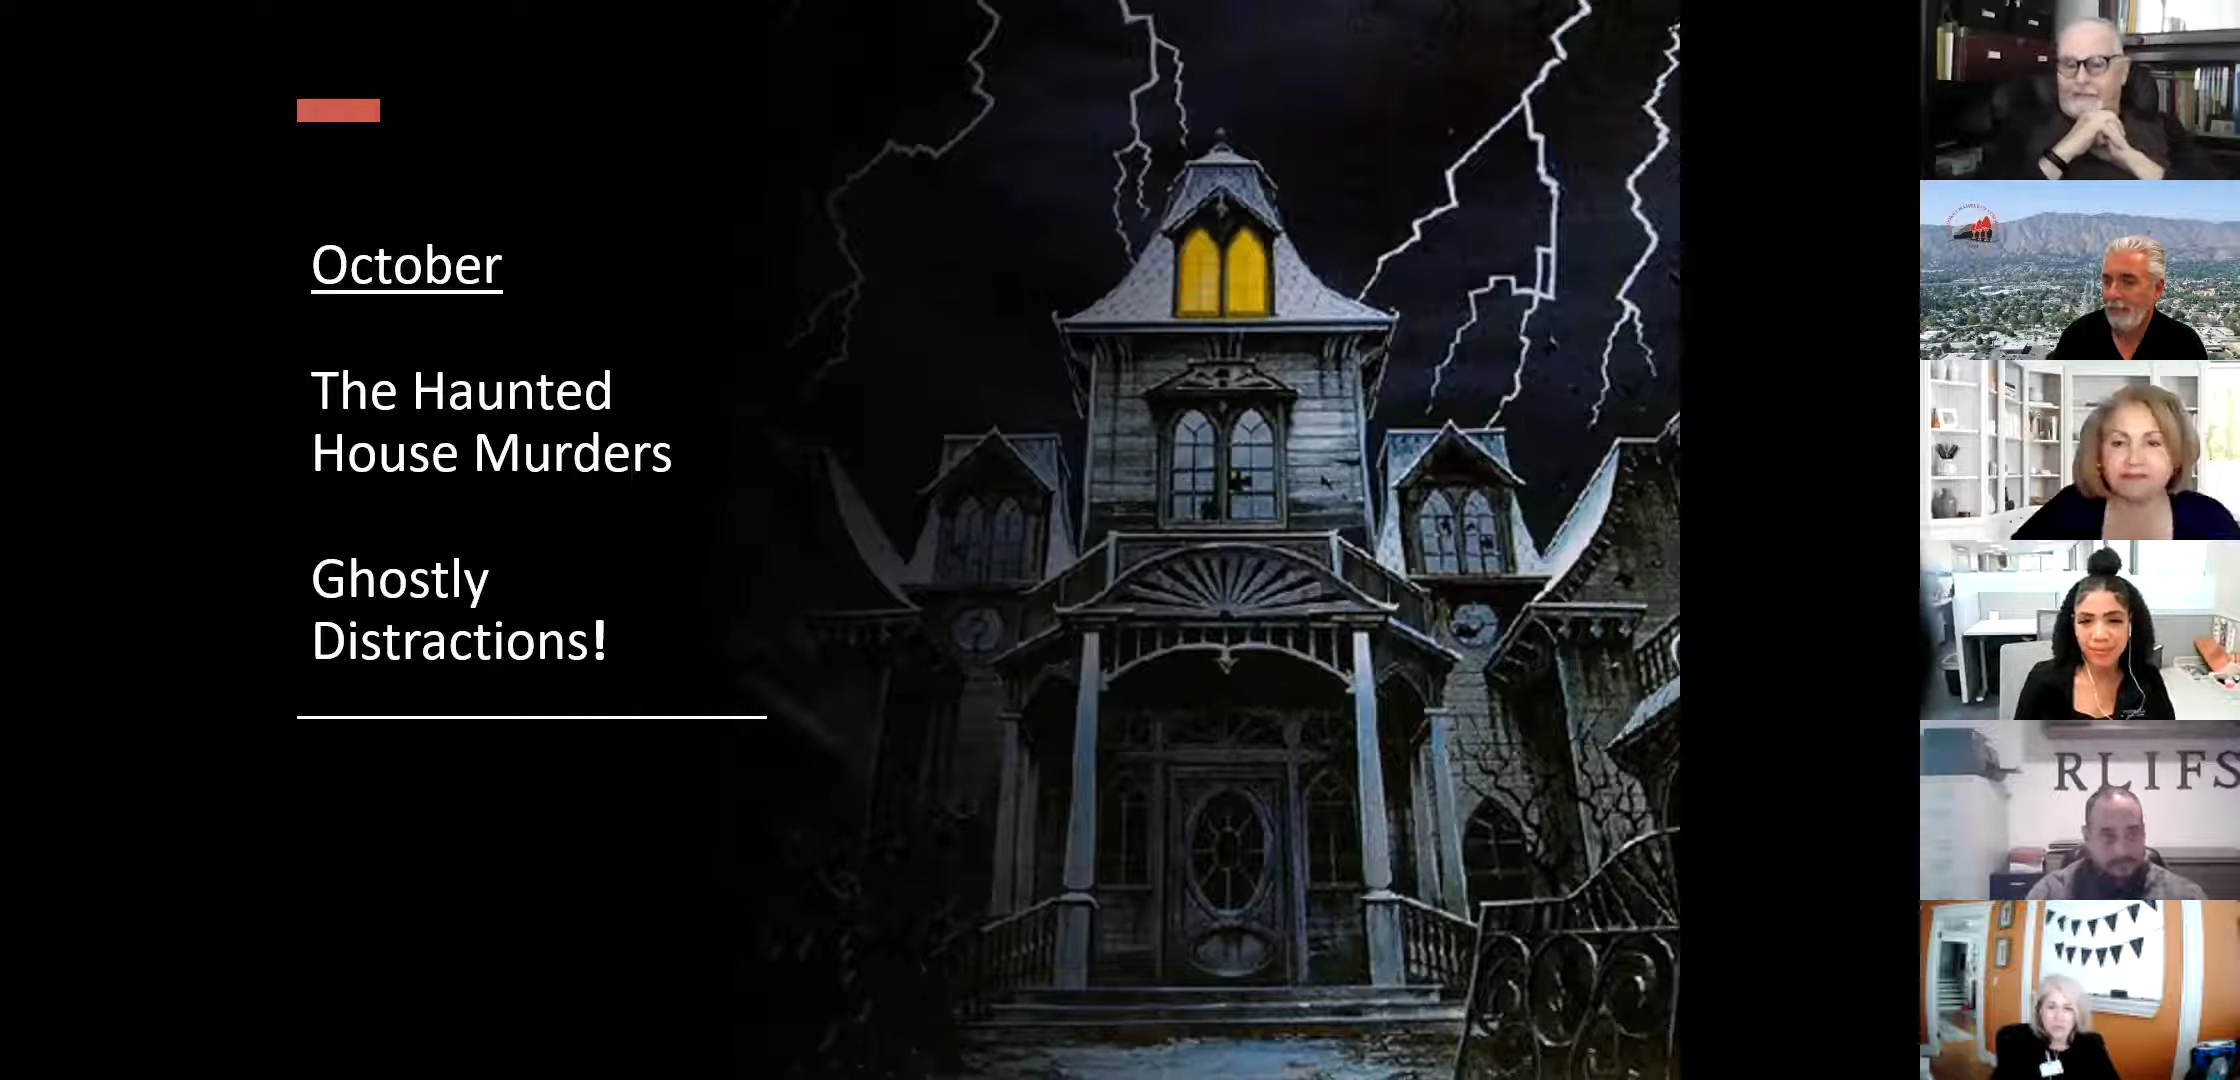 October
The Haunted
House Murders
Ghostly
Distractions!
RLIFS